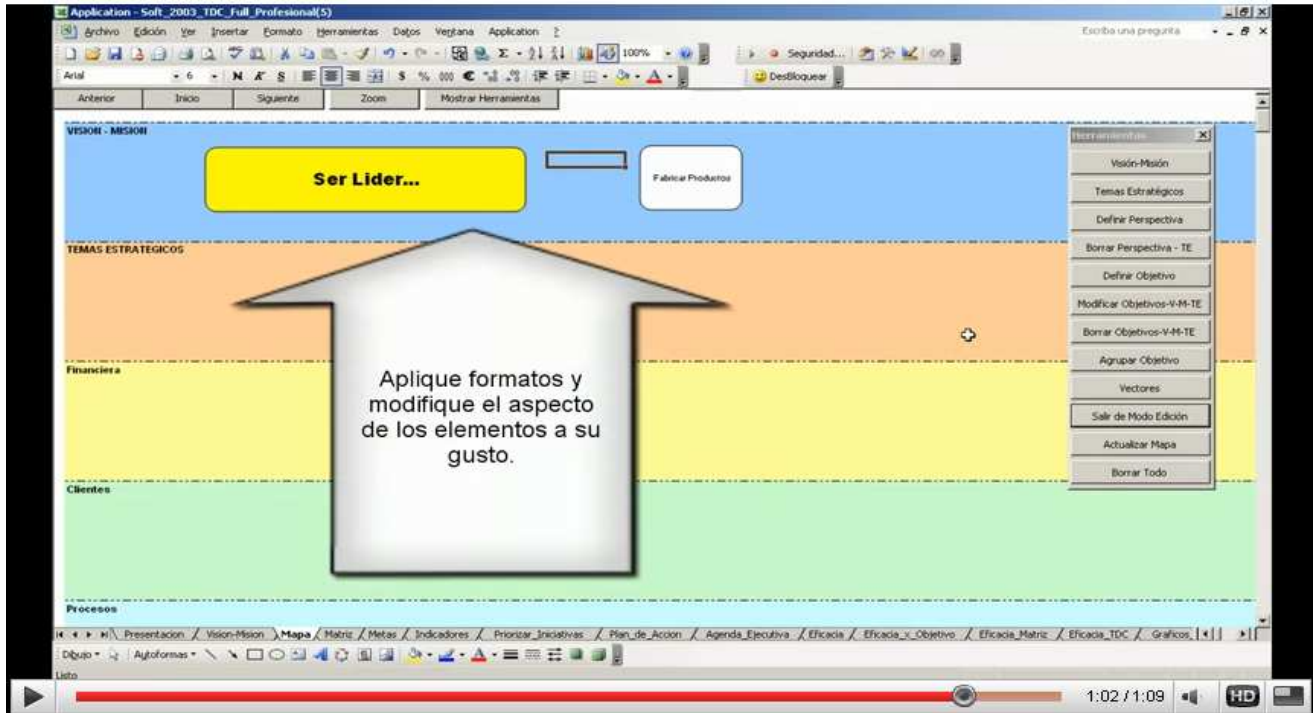 Application - Soft_2003_TDC_Full_Profesional(5)
Archivo Edición Ver Insertar Formato Herramientas Datos Ventana Application ? Escriba una pregunta
100% Seguridad...
Arial 6 N K S $ % 000 € DesBloquear
Anterior Inicio Siguiente Zoom Mostrar Herramientas
VISION - MISION
Ser Lider...
Fabricar Productos
Herramientas
Visión-Misión
Temas Estratégicos
Definir Perspectiva
Borrar Perspectiva - TE
Definir Objetivo
Modificar Objetivos-V-M-TE
Borrar Objetivos-V-M-TE
Agrupar Objetivo
Vectores
Salir de Modo Edición
Actualizar Mapa
Borrar Todo
TEMAS ESTRATEGICOS
Financiera
Aplique formatos y
modifique el aspecto
de los elementos a su
gusto.
Clientes
Procesos
Presentacion / Vision-Mision / Mapa / Matriz / Metas / Indicadores / Priorizar_Iniciativas / Plan_de_Accion / Agenda_Ejecutiva / Eficacia / Eficacia_x_Objetivo / Eficacia_Matriz / Eficacia_TDC / Graficos_
Dibujo Autoformas
Listo
1:02 / 1:09 HD